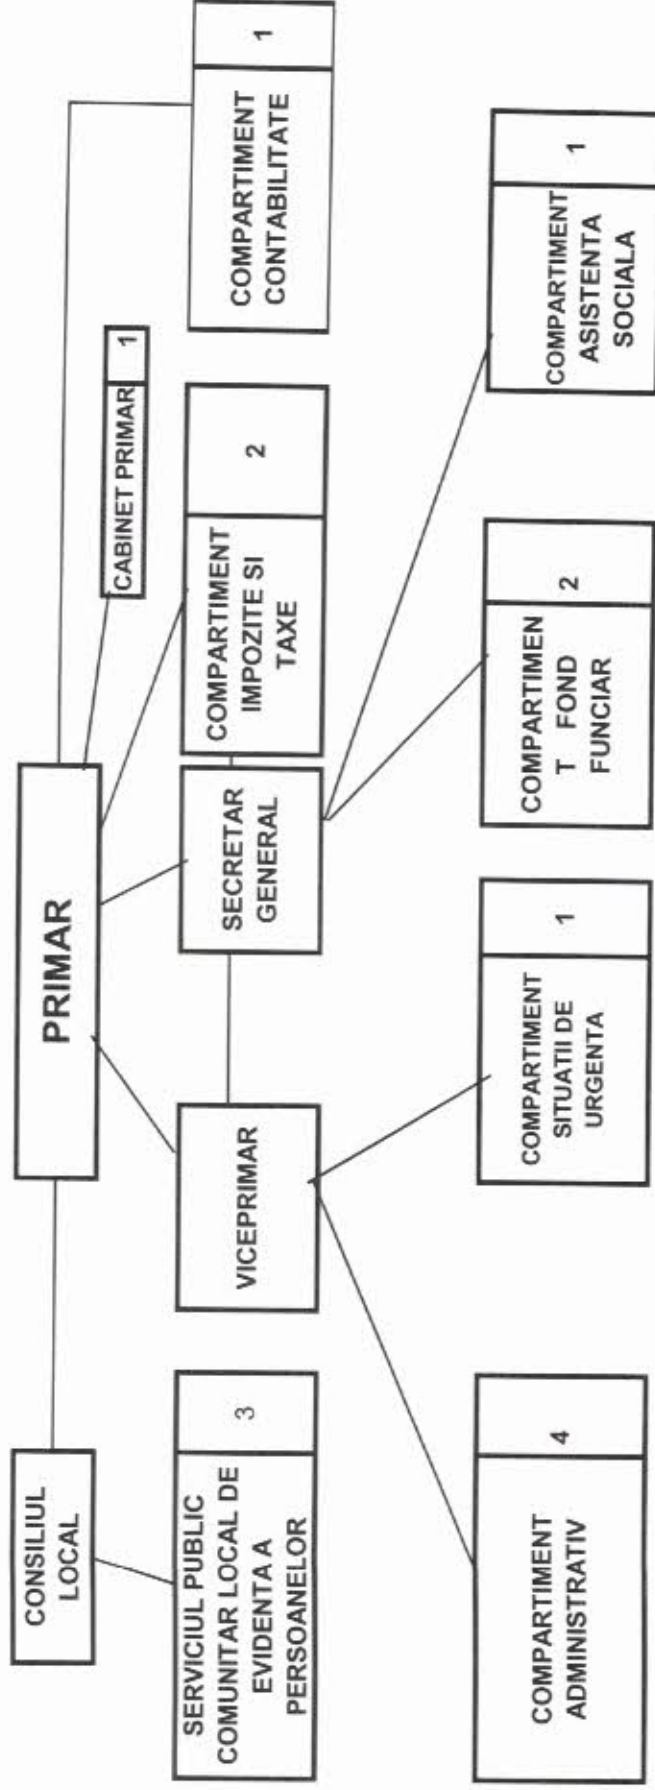 CONSILIUL
LOCAL
PRIMAR
CABINET PRIMAR 1
SERVICIUL PUBLIC
COMUNITAR LOCAL DE
EVIDENTA A
PERSOANELOR
3
VICEPRIMAR
SECRETAR
GENERAL
COMPARTIMENT
IMPOZITE SI
TAXE
2
COMPARTIMENT
CONTABILITATE
1
COMPARTIMENT
ADMINISTRATIV
4
COMPARTIMENT
SITUATII DE
URGENTA
1
COMPARTIMEN
T FOND
FUNCIAR
2
COMPARTIMENT
ASISTENTA
SOCIALA
1